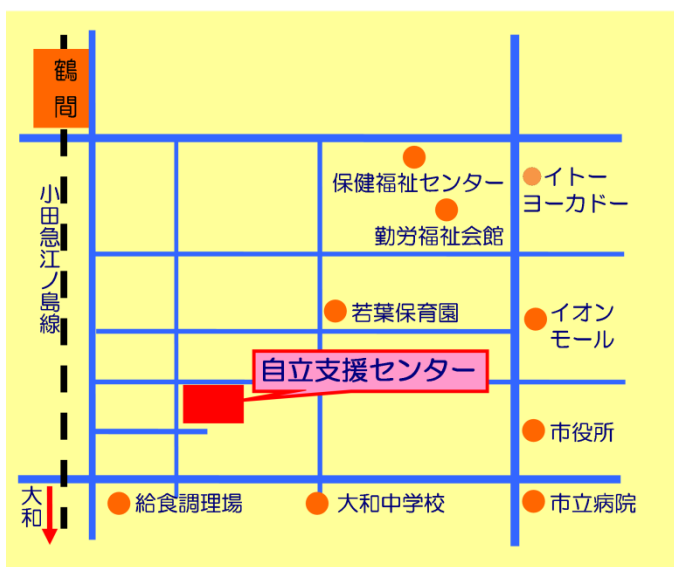 鶴
間
保健福祉センター
イトー
ヨーカドー
勤労福祉会館
小田急江ノ島線
若葉保育園
イオン
モール
自立支援センター
市役所
大和
給食調理場
大和中学校
市立病院